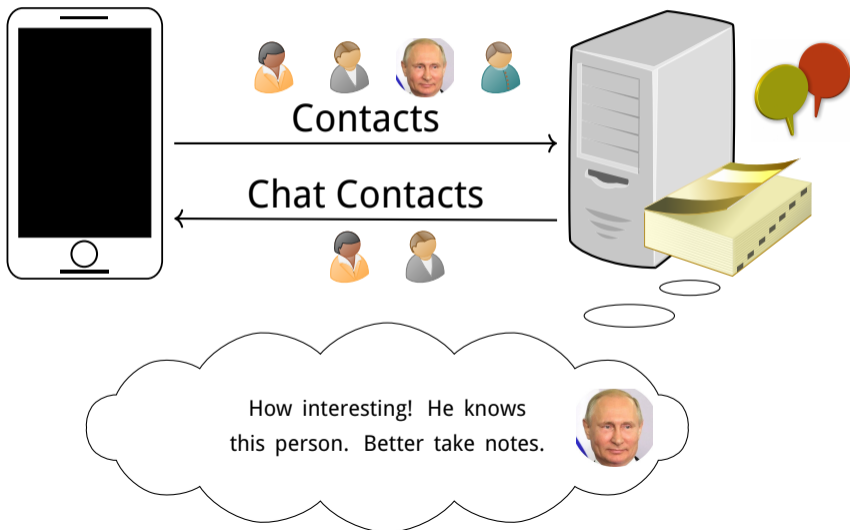 Contacts
Chat Contacts
How interesting! He knows
this person. Better take notes.